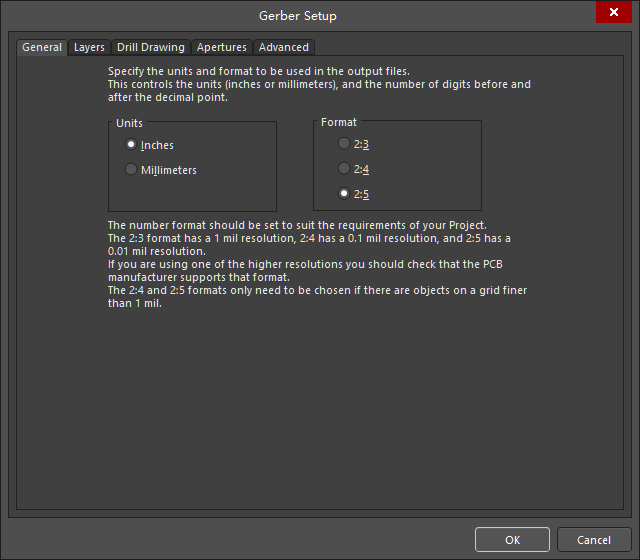 Gerber Setup
General Layers Drill Drawing Apertures Advanced
Specify the units and format to be used in the output files.
This controls the units (inches or millimeters), and the number of digits before and
after the decimal point.
Units
Inches
Millimeters
Format
2:3
2:4
2:5
The number format should be set to suit the requirements of your Project.
The 2:3 format has a 1 mil resolution, 2:4 has a 0.1 mil resolution, and 2:5 has a
0.01 mil resolution.
If you are using one of the higher resolutions you should check that the PCB
manufacturer supports that format.
The 2:4 and 2:5 formats only need to be chosen if there are objects on a grid finer
than 1 mil.
OK Cancel